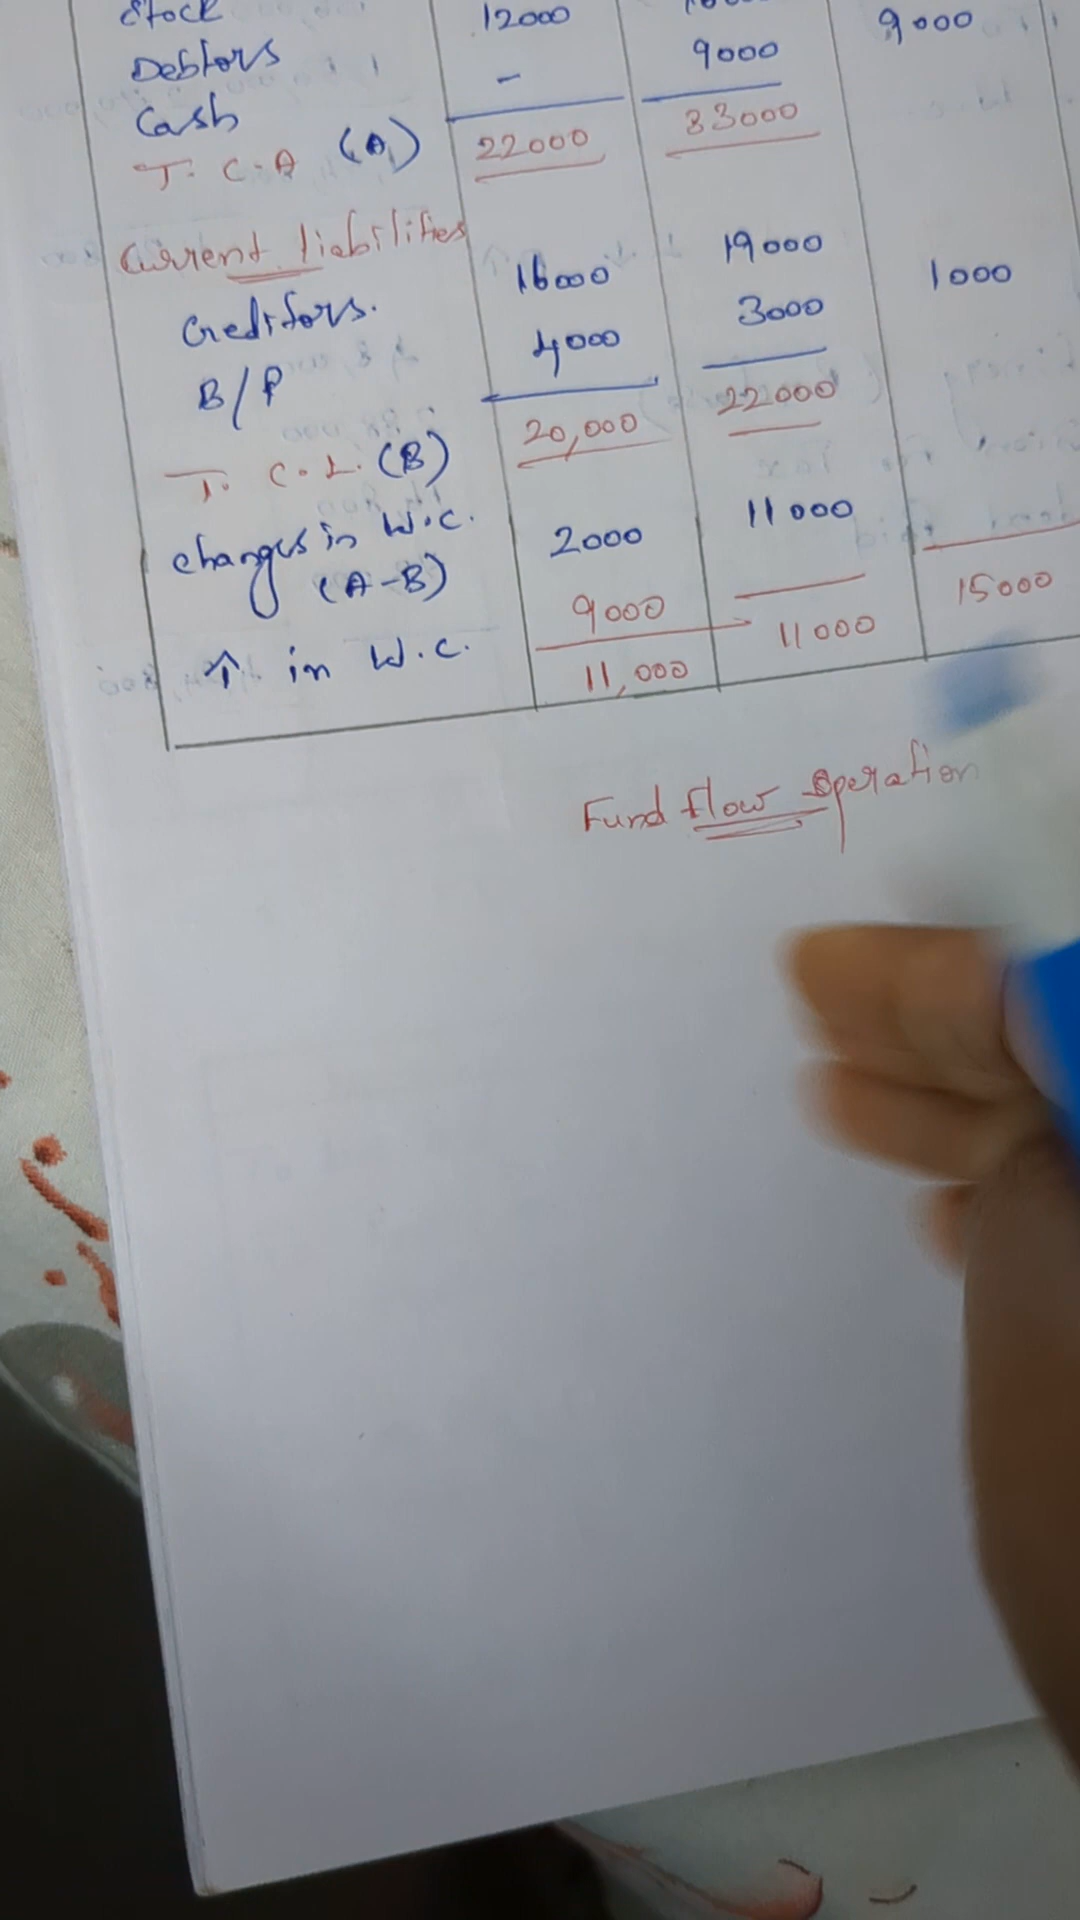 Stock 12000
Debtors - 9000 9000
Cash
T. C.A (A) 22000 33000
Current liabilities
Creditors. 16000 19000
B/P 4000 3000 1000
T. C.L. (B) 20,000 22000
changes in W.C. 2000 11000
(A-B)
↑ in W.C. 9000
11,000 11000 15000
Fund flow operation